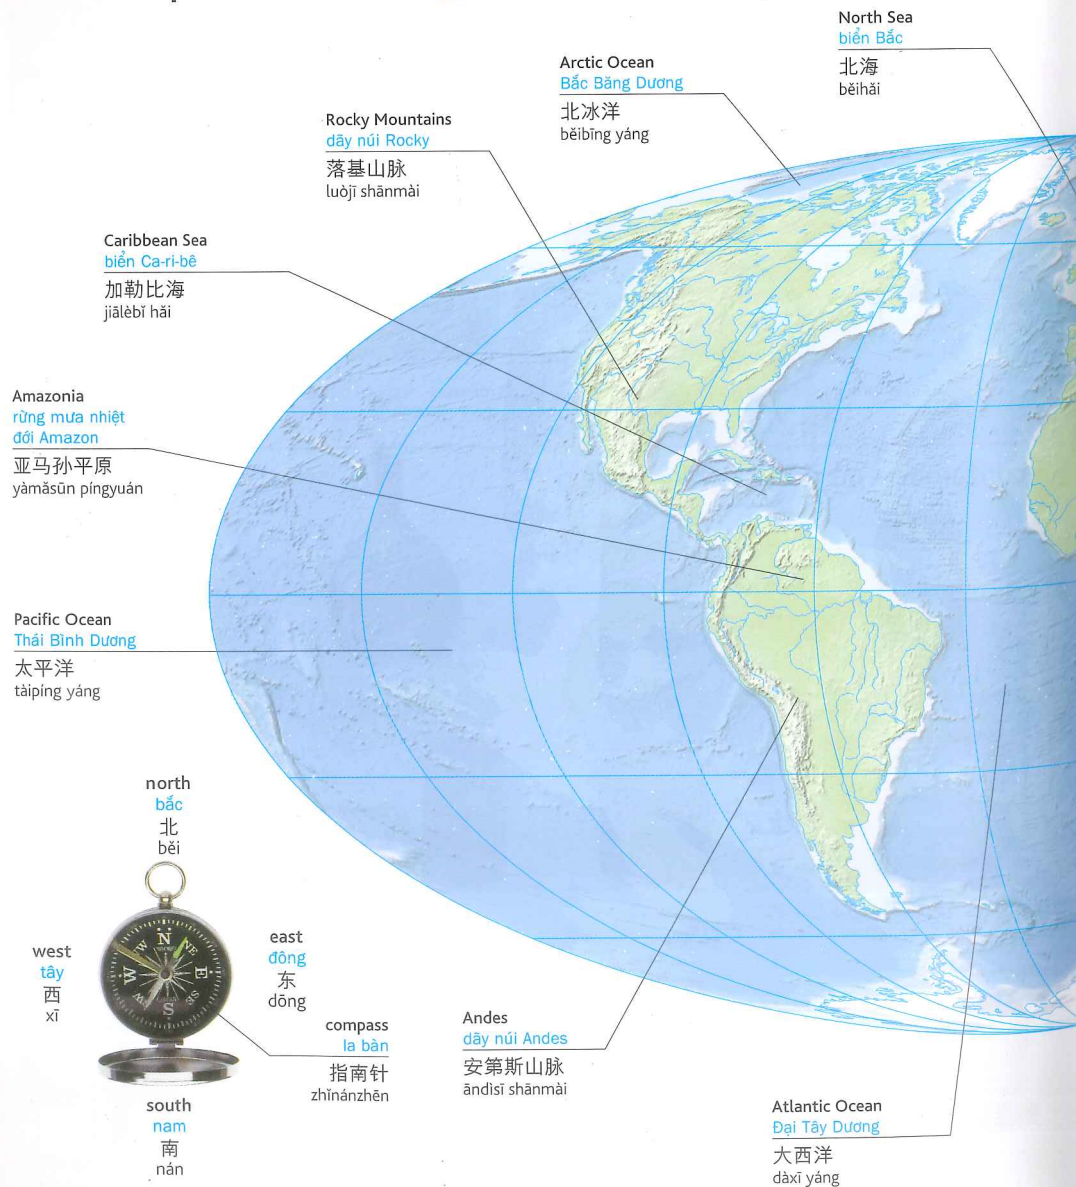 North Sea
biển Bắc
北海
běihǎi
Arctic Ocean
Bắc Băng Dương
北冰洋
běibīng yáng
Rocky Mountains
dãy núi Rocky
落基山脉
luòjī shānmài
Caribbean Sea
biển Ca-ri-bê
加勒比海
jiālèbǐ hǎi
Amazonia
rừng mưa nhiệt
đới Amazon
亚马孙平原
yàmǎsūn píngyuán
Pacific Ocean
Thái Bình Dương
太平洋
tàipíng yáng
north
bắc
北
běi
west
tây
西
xī
N
NE
E
SE
S
W
W
east
đông
东
dōng
compass
la bàn
指南针
zhǐnánzhēn
south
nam
南
nán
Andes
dãy núi Andes
安第斯山脉
āndìsī shānmài
Atlantic Ocean
Đại Tây Dương
大西洋
dàxī yáng